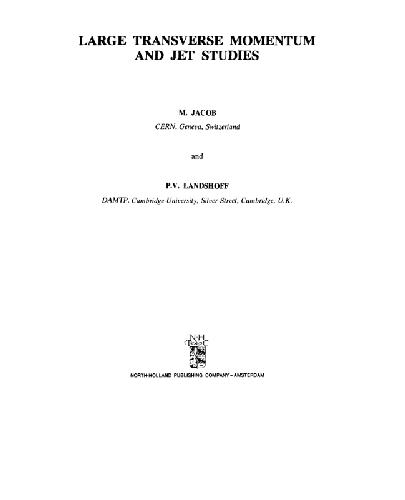 LARGE TRANSVERSE MOMENTUM
AND JET STUDIES
M. JACOB
CERN, Geneva, Switzerland
and
P.V. LANDSHOFF
DAMTP, Cambridge University, Silver Street, Cambridge, U.K.
NORTH-HOLLAND PUBLISHING COMPANY – AMSTERDAM